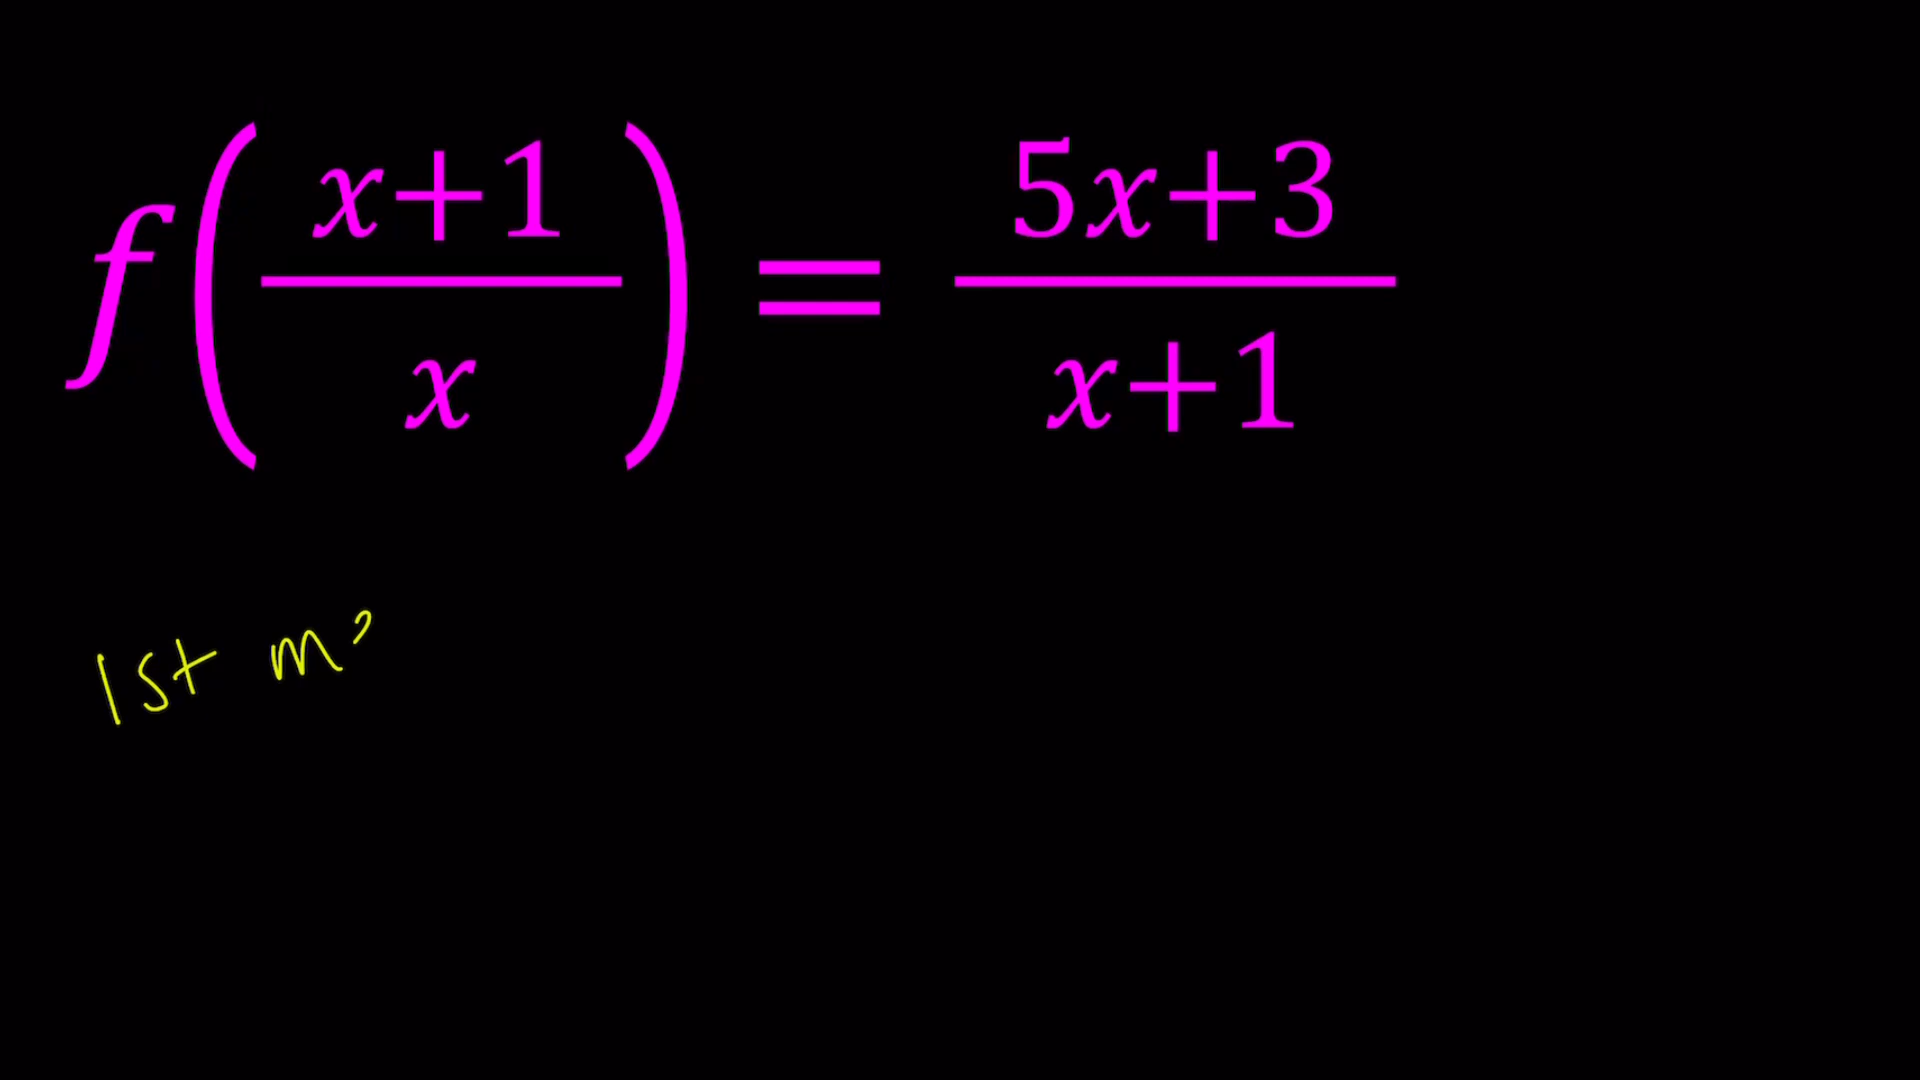 f((x+1)/x) = (5x+3)/(x+1)
1st m